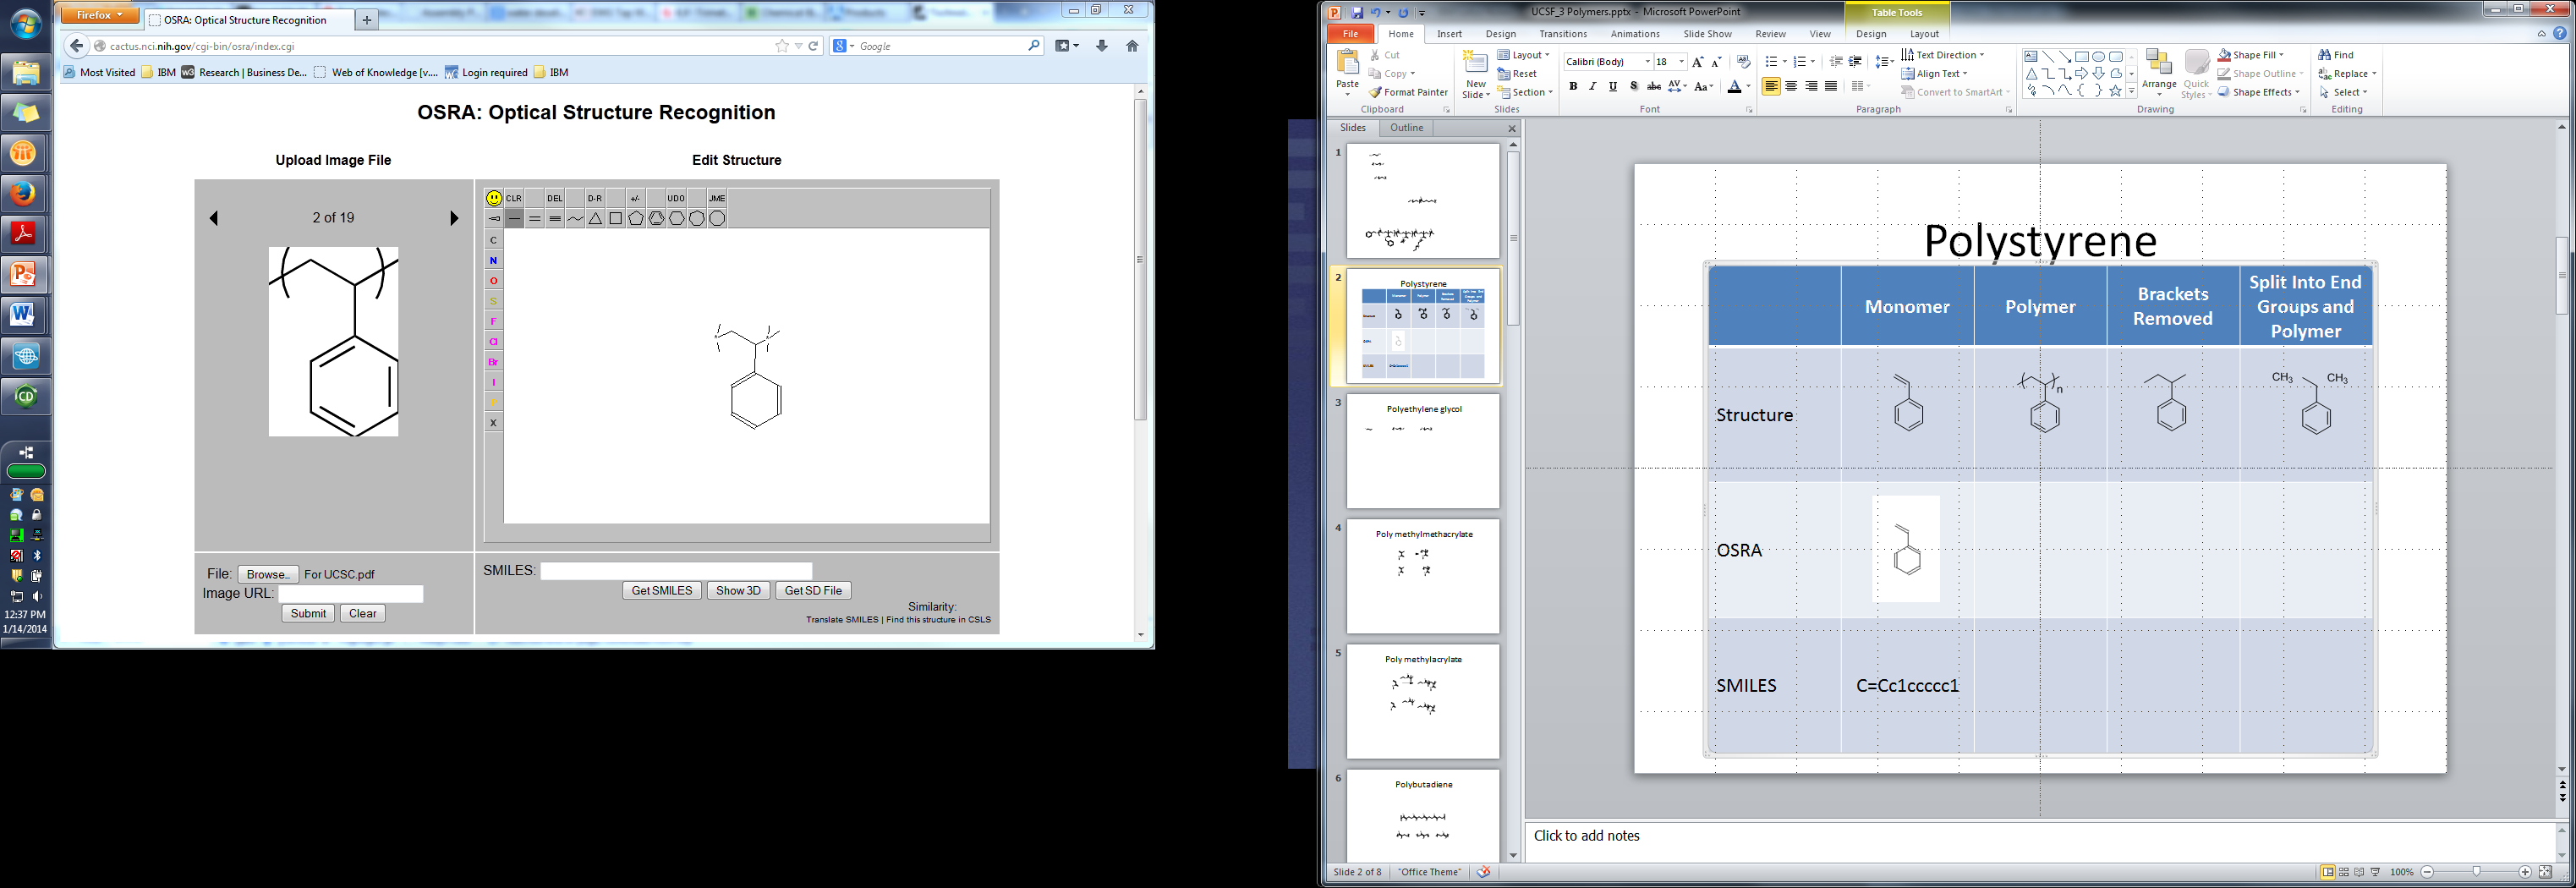 Firefox
OSRA: Optical Structure Recognition
cactus.nci.nih.gov/cgi-bin/osra/index.cgi
Google
Most Visited
IBM
Research | Business De...
Web of Knowledge [v....
Login required
IBM
OSRA: Optical Structure Recognition
Upload Image File
Edit Structure
2 of 19
CLR DEL D-R +/- UDO JME
C
N
O
S
F
Cl
Br
I
X
File: Browse... For UCSC.pdf
Image URL:
Submit Clear
SMILES:
Get SMILES Show 3D Get SD File
Similarity:
Translate SMILES | Find this structure in CSLS
12:37 PM
1/14/2014
UCSF_3 Polymers.pptx - Microsoft PowerPoint
Table Tools
File Home Insert Design Transitions Animations Slide Show Review View Design Layout
Paste
Cut
Copy
Format Painter
Clipboard
New Slide
Layout
Reset
Section
Slides
Calibri (Body) 18
B I U S abc AV Aa A
Font
Text Direction
Align Text
Convert to SmartArt
Paragraph
Arrange
Quick Styles
Shape Fill
Shape Outline
Shape Effects
Drawing
Find
Replace
Select
Editing
Slides Outline
1
2
Polystyrene
3
Polyethylene glycol
4
Poly methylmethacrylate
5
Poly methylacrylate
6
Polybutadiene
Polystyrene
Monomer
Polymer
Brackets Removed
Split Into End Groups and Polymer
Structure
n
CH3 CH3
OSRA
SMILES
C=Cc1ccccc1
Click to add notes
Slide 2 of 8
"Office Theme"
100%